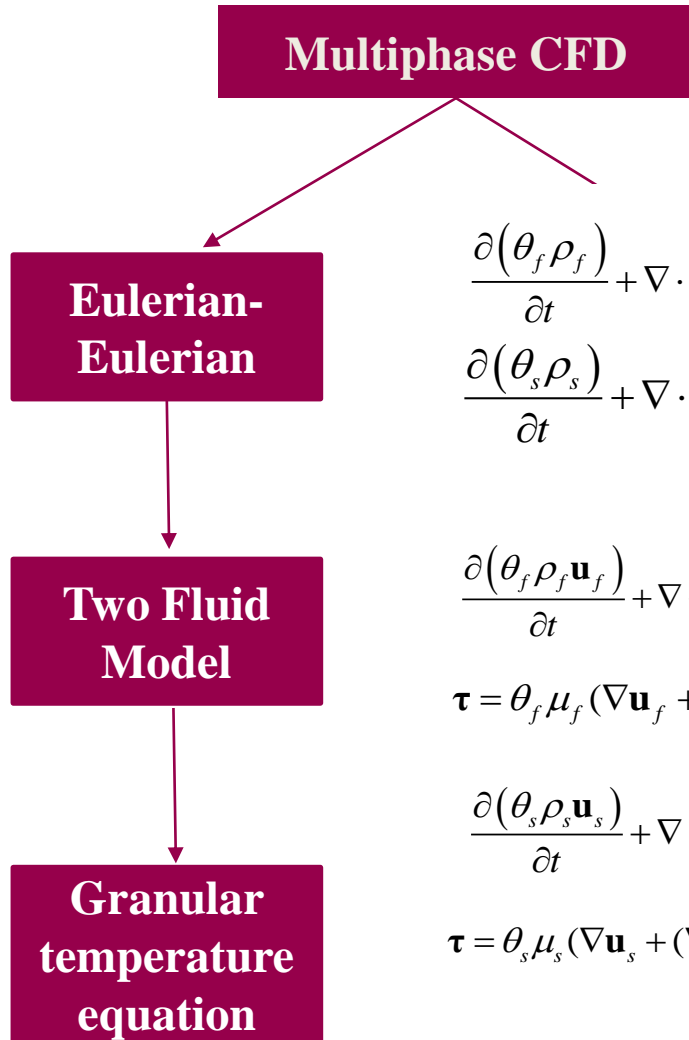 Multiphase CFD
Eulerian-
Eulerian
∂(θ_f ρ_f)/∂t + ∇ ·
∂(θ_s ρ_s)/∂t + ∇ ·
Two Fluid
Model
∂(θ_f ρ_f 𝐮_f)/∂t + ∇
𝛕 = θ_f μ_f (∇𝐮_f +
∂(θ_s ρ_s 𝐮_s)/∂t + ∇
Granular
temperature
equation
𝛕 = θ_s μ_s (∇𝐮_s + (∇